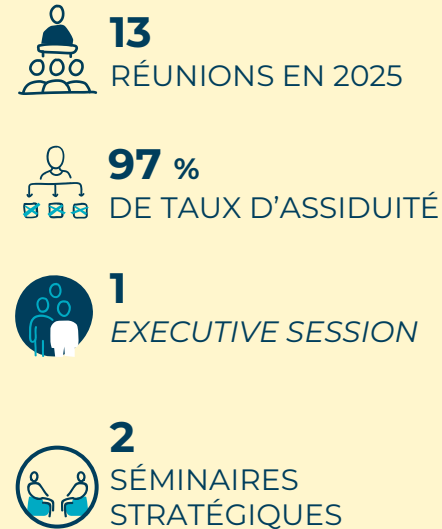 13
RÉUNIONS EN 2025
97 %
DE TAUX D'ASSIDUITÉ
1
EXECUTIVE SESSION
2
SÉMINAIRES
STRATÉGIQUES